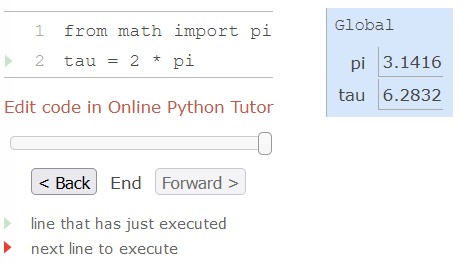 1 from math import pi
2 tau = 2 * pi
Edit code in Online Python Tutor
< Back End Forward >
line that has just executed
next line to execute
Global
pi 3.1416
tau 6.2832